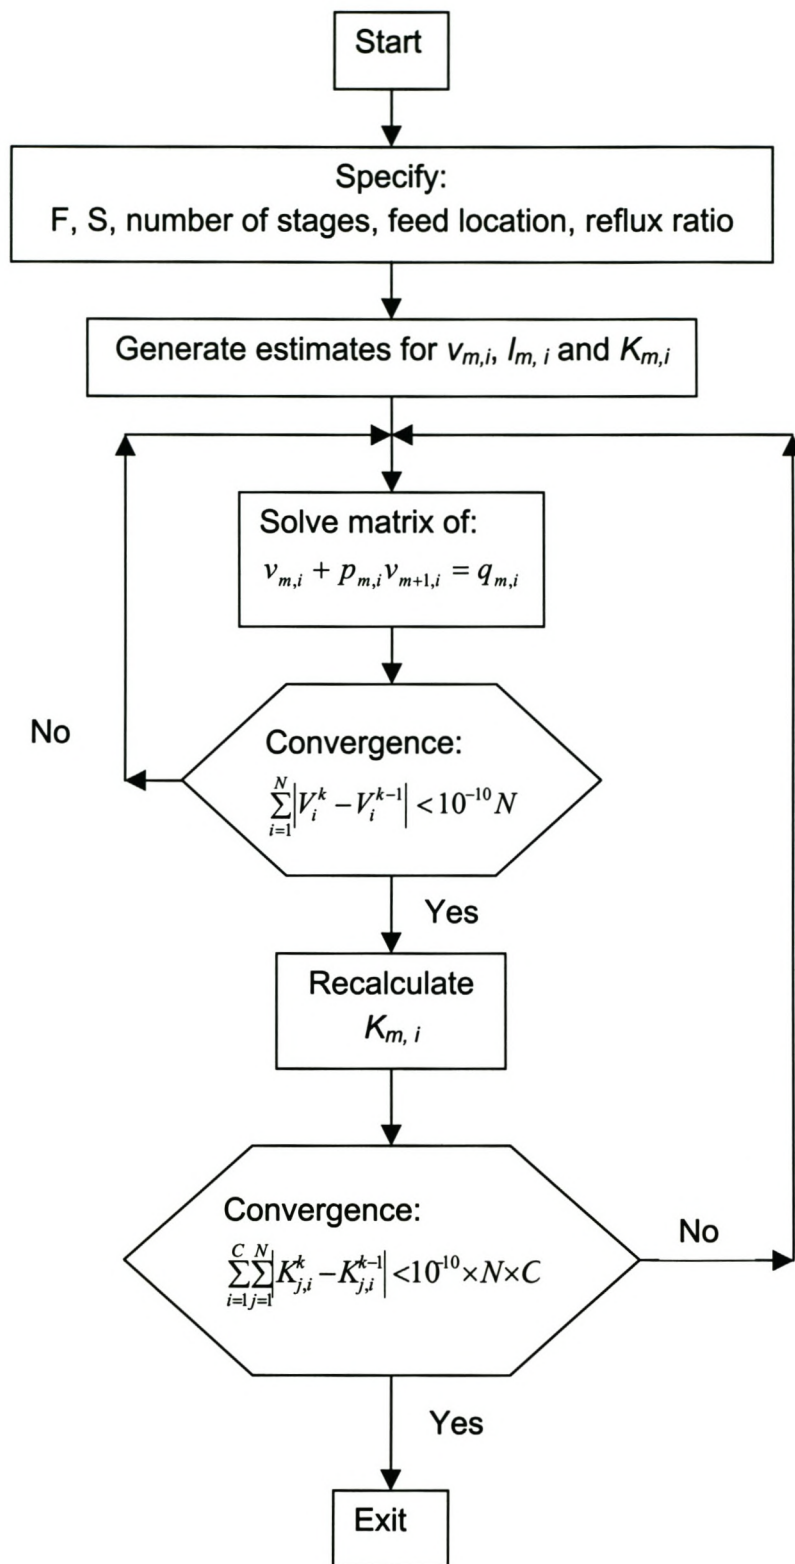 Start
Specify:
F, S, number of stages, feed location, reflux ratio
Generate estimates for v_{m,i}, l_{m, i} and K_{m,i}
Solve matrix of:
v_{m,i} + p_{m,i}v_{m+1,i} = q_{m,i}
No
Convergence:
\sum_{i=1}^{N}|V_i^k - V_i^{k-1}| < 10^{-10} N
Yes
Recalculate
K_{m, i}
Convergence:
\sum_{i=1}^{C}\sum_{j=1}^{N}|K_{j,i}^k - K_{j,i}^{k-1}| < 10^{-10} × N × C
No
Yes
Exit